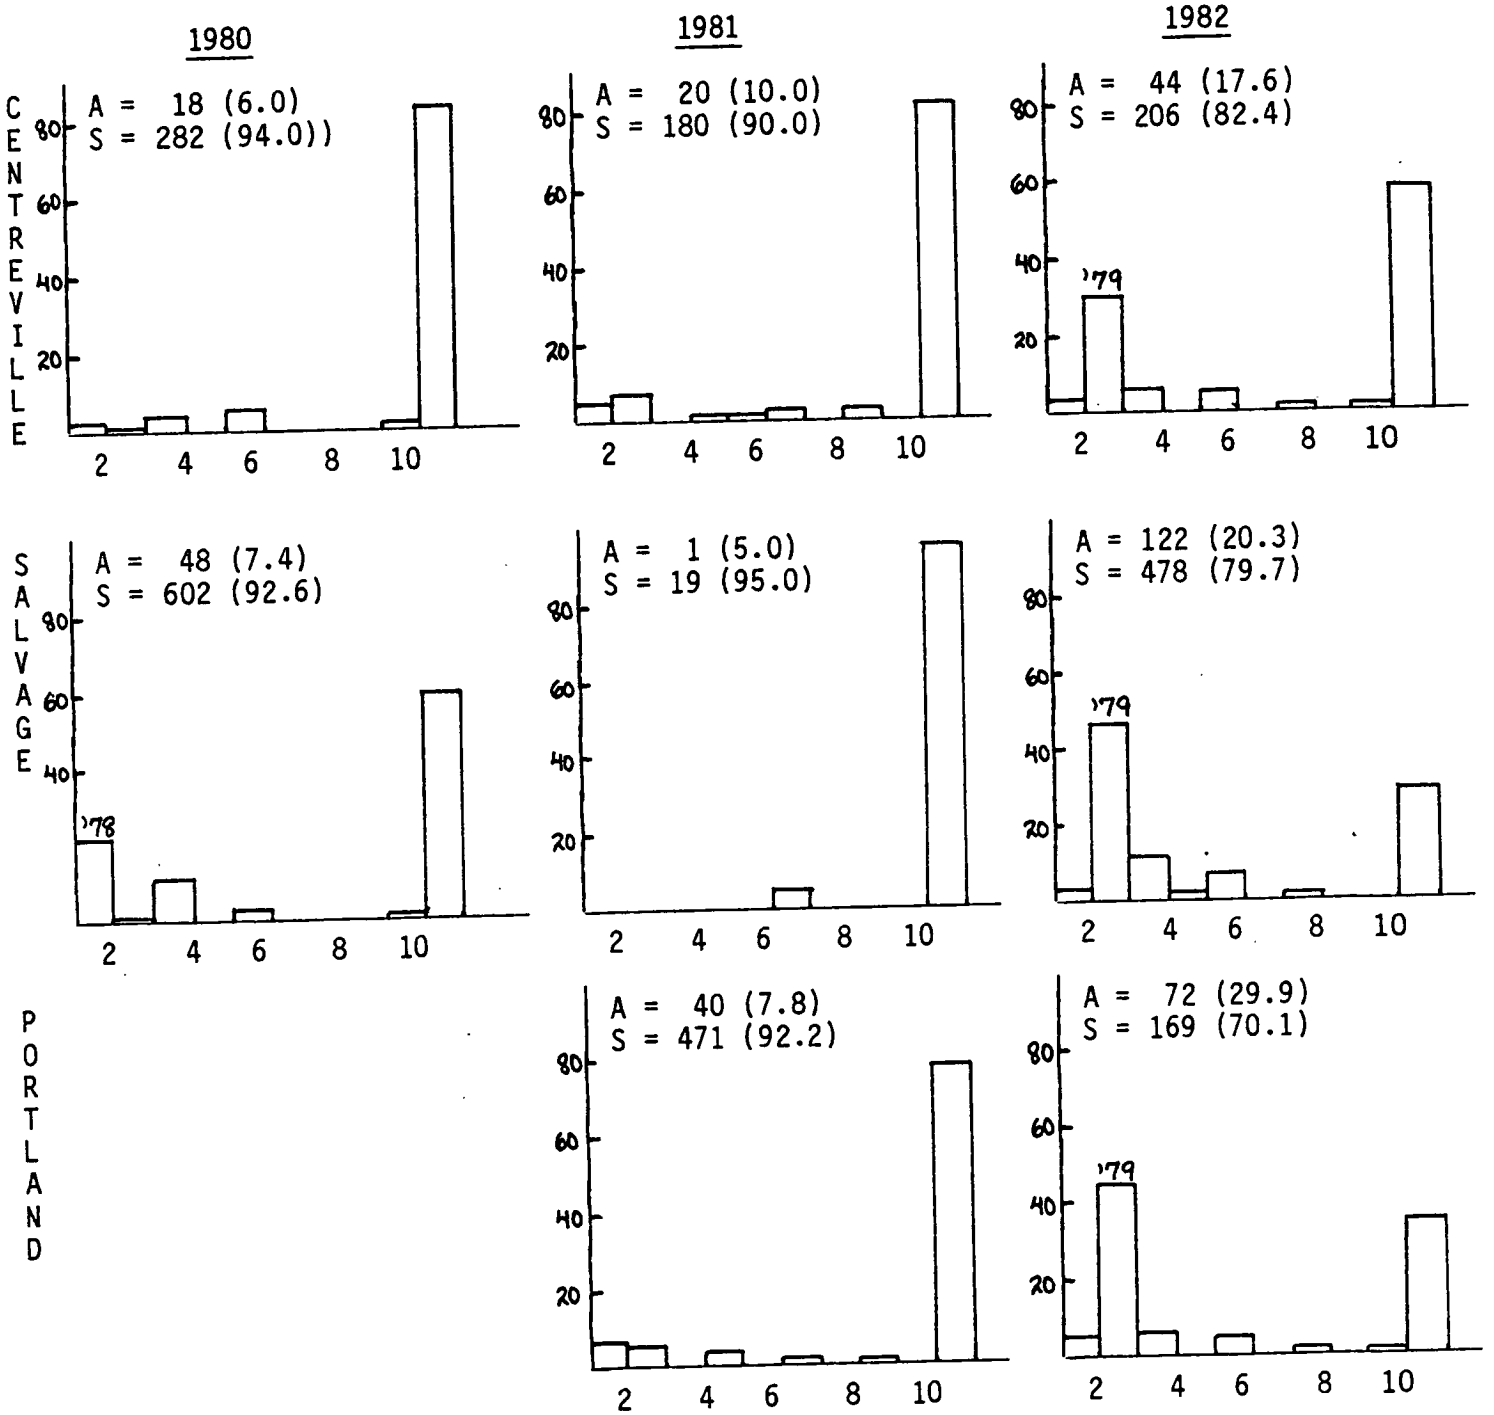 1980
1981
1982
CENTREVILLE
A = 18 (6.0)
S = 282 (94.0))
80
60
40
20
2 4 6 8 10
A = 20 (10.0)
S = 180 (90.0)
80
60
40
20
2 4 6 8 10
A = 44 (17.6)
S = 206 (82.4)
80
60
40
20
'79
2 4 6 8 10
SALVAGE
A = 48 (7.4)
S = 602 (92.6)
80
60
40
'78
2 4 6 8 10
A = 1 (5.0)
S = 19 (95.0)
80
60
40
20
2 4 6 8 10
A = 122 (20.3)
S = 478 (79.7)
80
60
40
20
'79
2 4 6 8 10
PORTLAND
A = 40 (7.8)
S = 471 (92.2)
80
60
40
20
2 4 6 8 10
A = 72 (29.9)
S = 169 (70.1)
80
60
40
20
'79
2 4 6 8 10